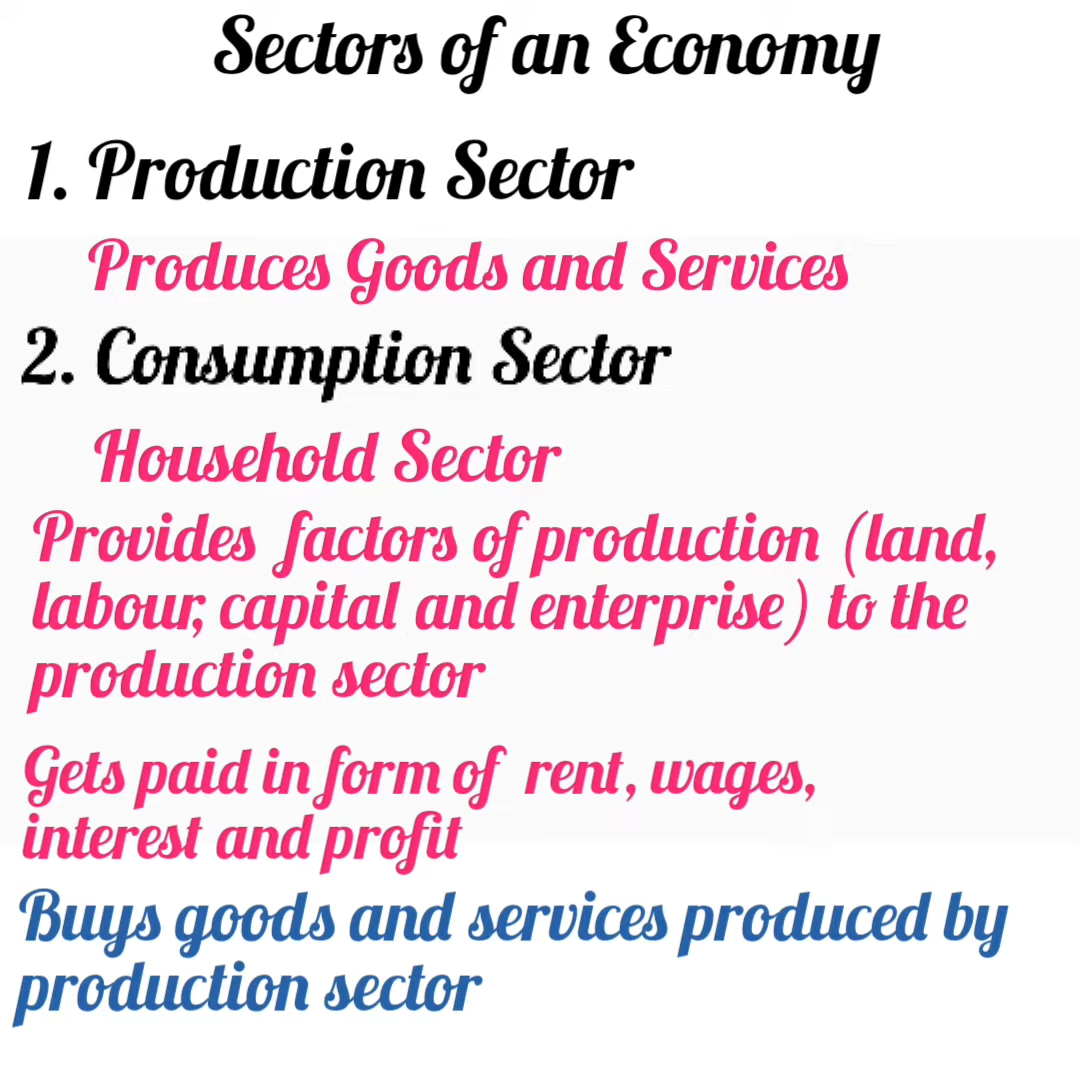 Sectors of an Economy
1. Production Sector
Produces Goods and Services
2. Consumption Sector
Household Sector
Provides factors of production (land,
labour, capital and enterprise) to the
production sector
Gets paid in form of rent, wages,
interest and profit
Buys goods and services produced by
production sector